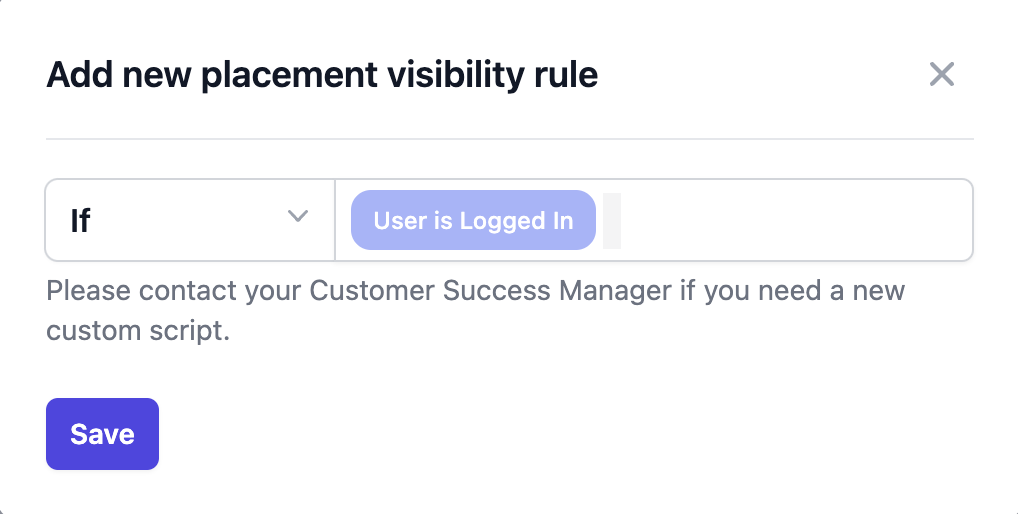 Add new placement visibility rule
If
User is Logged In
Please contact your Customer Success Manager if you need a new
custom script.
Save